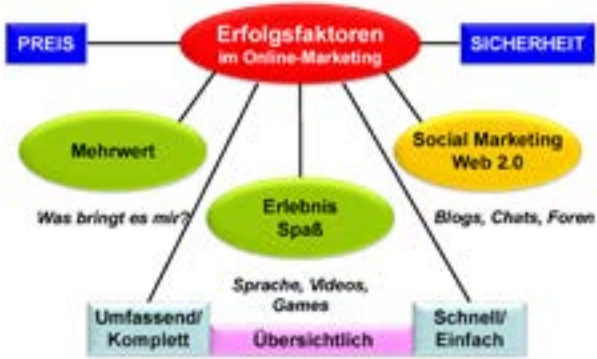 PREIS
Erfolgsfaktoren
im Online-Marketing
SICHERHEIT
Mehrwert
Social Marketing
Web 2.0
Was bringt es mir?
Erlebnis
Spaß
Blogs, Chats, Foren
Sprache, Videos,
Games
Umfassend/
Komplett
Übersichtlich
Schnell/
Einfach